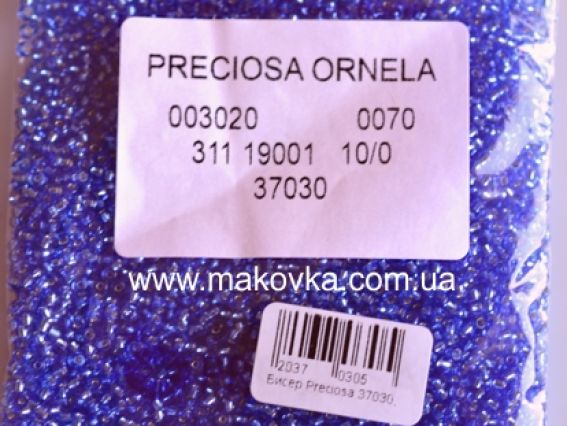 PRECIOSA ORNELA
003020 0070
311 19001 10/0
37030
www.makovka.com.ua
2037 0305
Бисер Preciosa 37030,